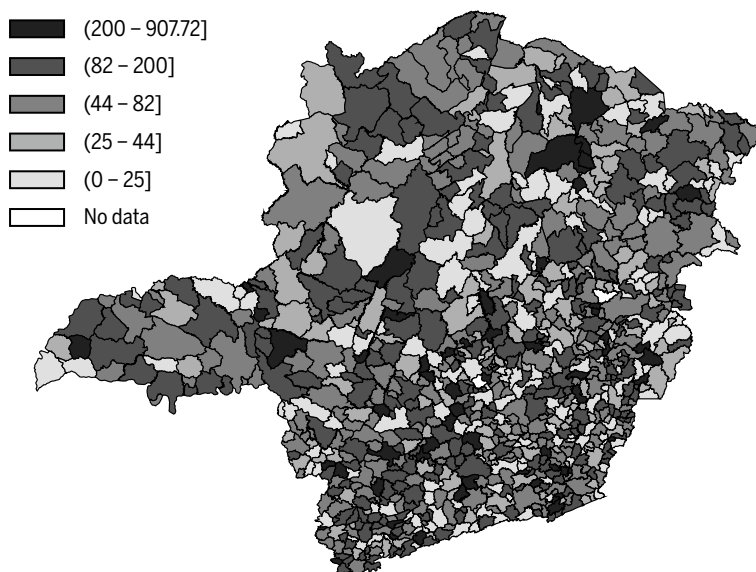 (200 – 907.72]
(82 – 200]
(44 – 82]
(25 – 44]
(0 – 25]
No data